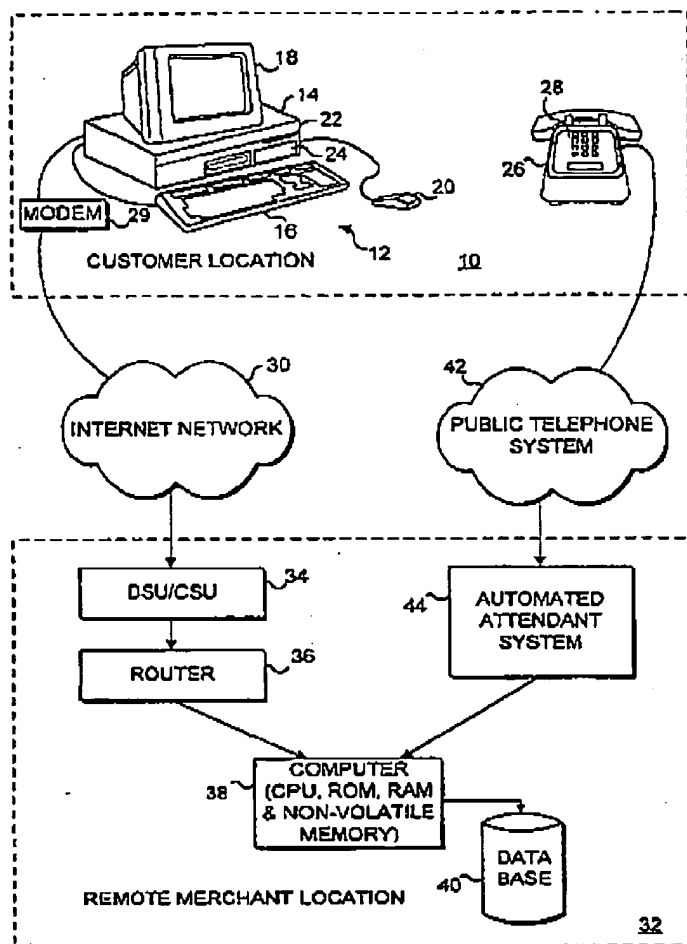 18
14
22
24
28
26
20
MODEM
29
16
12
CUSTOMER LOCATION
10
30
INTERNET NETWORK
42
PUBLIC TELEPHONE
SYSTEM
DSU/CSU
34
44
AUTOMATED
ATTENDANT
SYSTEM
ROUTER
36
38
COMPUTER
(CPU, ROM, RAM
& NON-VOLATILE
MEMORY)
40
DATA
BASE
REMOTE MERCHANT LOCATION
32